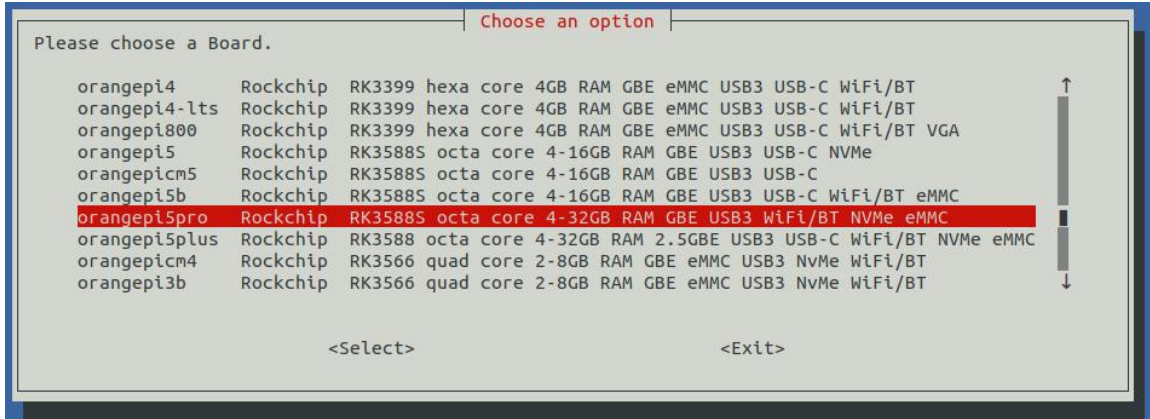 Choose an option
Please choose a Board.
orangepi4 Rockchip RK3399 hexa core 4GB RAM GBE eMMC USB3 USB-C WiFi/BT
orangepi4-lts Rockchip RK3399 hexa core 4GB RAM GBE eMMC USB3 USB-C WiFi/BT
orangepi800 Rockchip RK3399 hexa core 4GB RAM GBE eMMC USB3 USB-C WiFi/BT VGA
orangepi5 Rockchip RK3588S octa core 4-16GB RAM GBE USB3 USB-C NVMe
orangepicm5 Rockchip RK3588S octa core 4-16GB RAM GBE USB3 USB-C
orangepi5b Rockchip RK3588S octa core 4-16GB RAM GBE USB3 USB-C WiFi/BT eMMC
orangepi5pro Rockchip RK3588S octa core 4-32GB RAM GBE USB3 WiFi/BT NVMe eMMC
orangepi5plus Rockchip RK3588 octa core 4-32GB RAM 2.5GBE USB3 USB-C WiFi/BT NVMe eMMC
orangepicm4 Rockchip RK3566 quad core 2-8GB RAM GBE eMMC USB3 NvMe WiFi/BT
orangepi3b Rockchip RK3566 quad core 2-8GB RAM GBE eMMC USB3 NvMe WiFi/BT
<Select> <Exit>